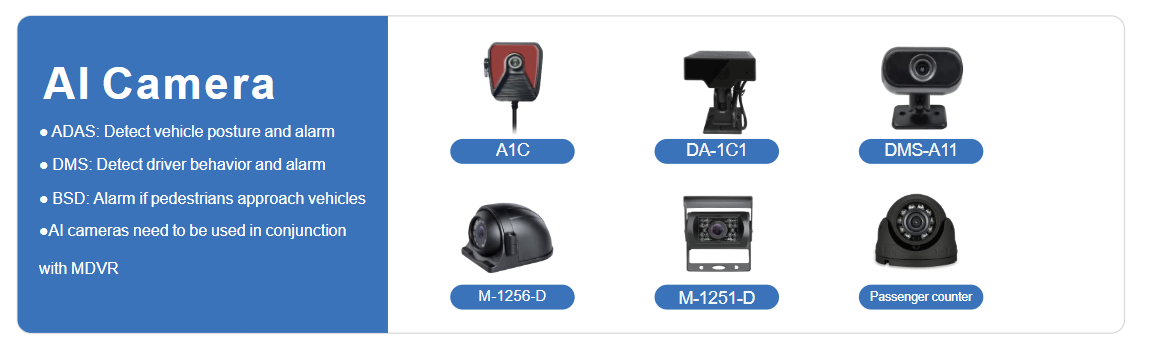 AI Camera
● ADAS: Detect vehicle posture and alarm
● DMS: Detect driver behavior and alarm
● BSD: Alarm if pedestrians approach vehicles
●AI cameras need to be used in conjunction
with MDVR
A1C
DA-1C1
DMS-A11
M-1256-D
M-1251-D
Passenger counter